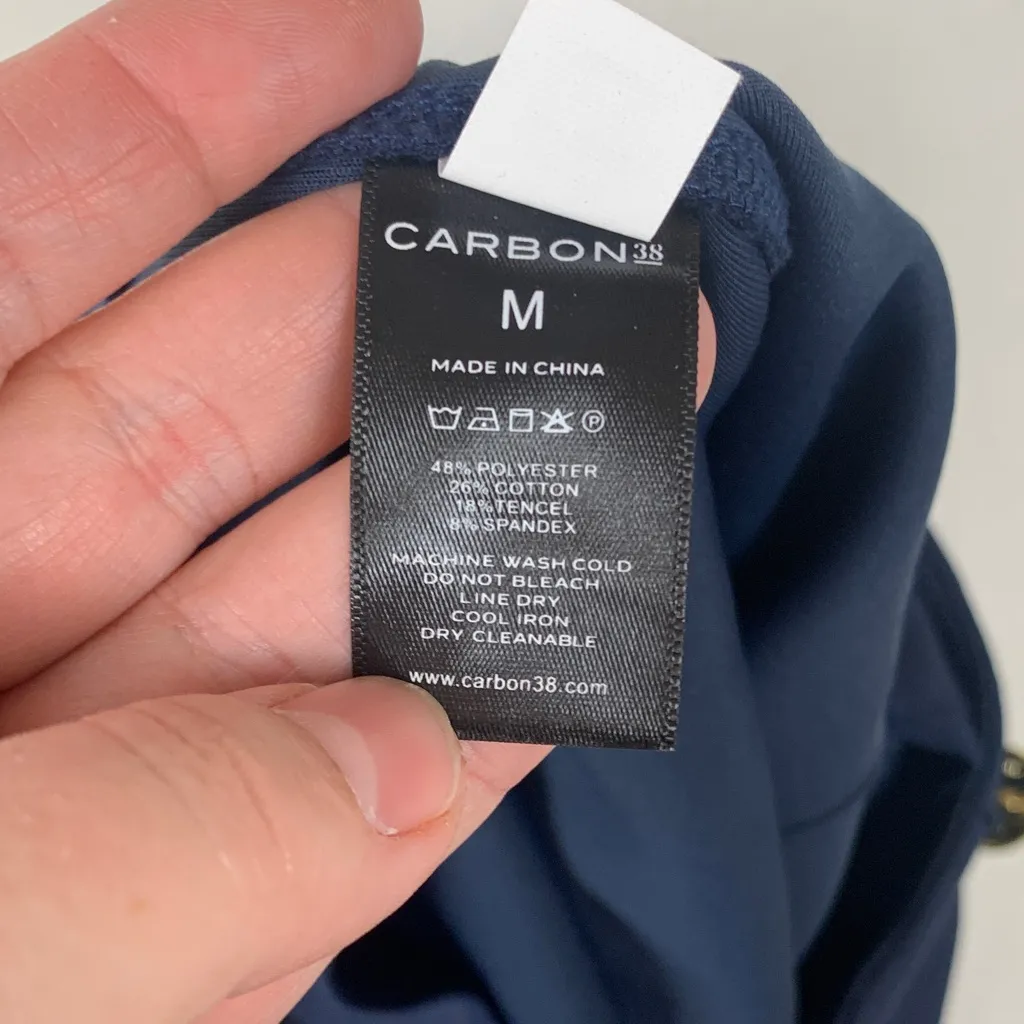 CARBON38
M
MADE IN CHINA
P
48% POLYESTER
26% COTTON
18%TENCEL
8% SPANDEX
MACHINE WASH COLD
DO NOT BLEACH
LINE DRY
COOL IRON
DRY CLEANABLE
www.carbon38.com